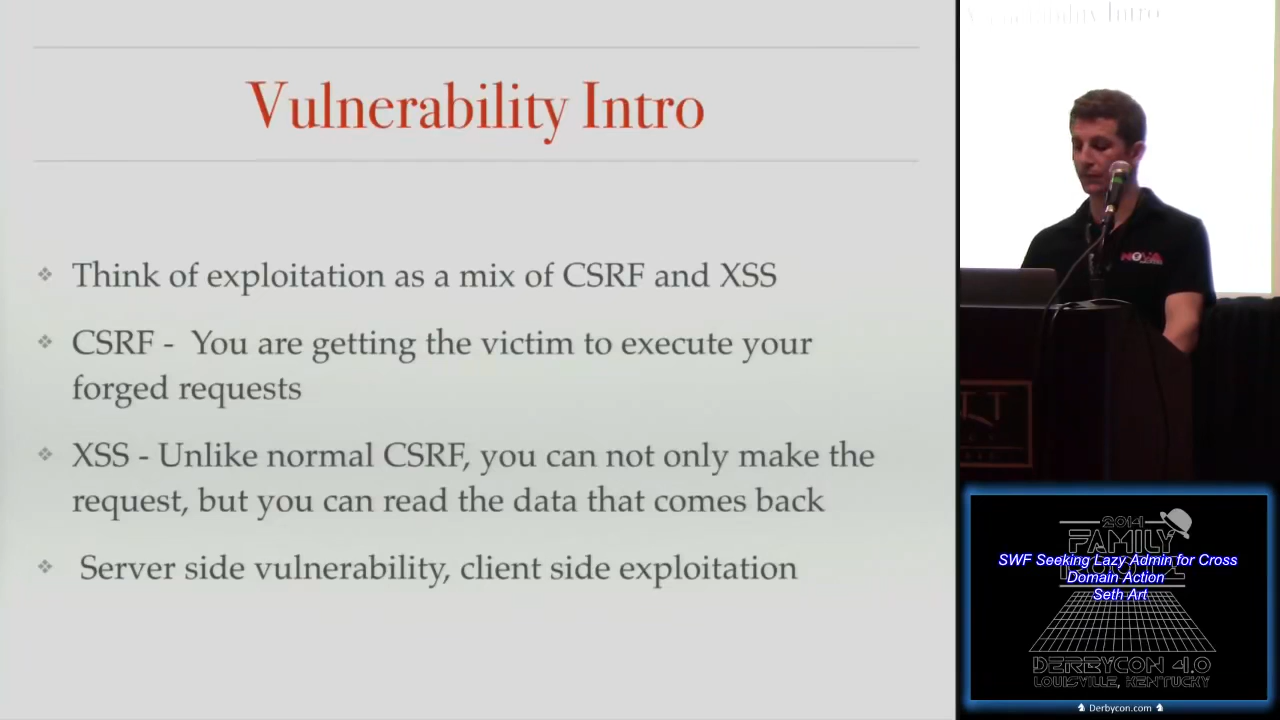 Vulnerability Intro
Think of exploitation as a mix of CSRF and XSS
CSRF - You are getting the victim to execute your
forged requests
XSS - Unlike normal CSRF, you can not only make the
request, but you can read the data that comes back
Server side vulnerability, client side exploitation
Vulnerability Intro
NOVA
2014
FAMILY
SWF Seeking Lazy Admin for Cross
Domain Action
Seth Art
DERBYCON 4.0
LOUISVILLE, KENTUCKY
Derbycon.com